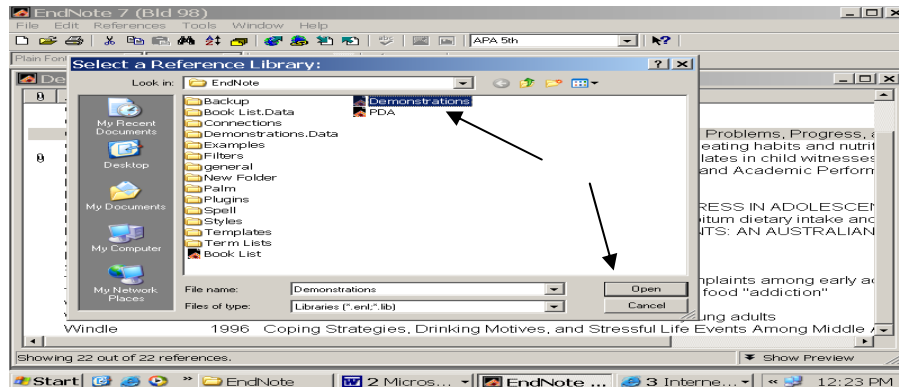 EndNote 7 (Bld 98)
File Edit References Tools Window Help
APA 5th
Plain Font
Select a Reference Library:
Look in: EndNote
My Recent Documents
Desktop
My Documents
My Computer
My Network Places
Backup
Book List.Data
Connections
Demonstrations.Data
Examples
Filters
general
New Folder
Palm
Plugins
Spell
Styles
Templates
Term Lists
Book List
Demonstrations
PDA
File name: Demonstrations Open
Files of type: Libraries (*.enl;*.lib) Cancel
Problems, Progress,
eating habits and nutrit
lates in child witnesses
and Academic Perform
RESS IN ADOLESCEN
itum dietary intake and
TS: AN AUSTRALIAN
plaints among early a
food "addiction"
ung adults
Windle 1996 Coping Strategies, Drinking Motives, and Stressful Life Events Among Middle
Showing 22 out of 22 references. Show Preview
Start EndNote 2 Micros... EndNote ... 3 Interne... 12:23 PM